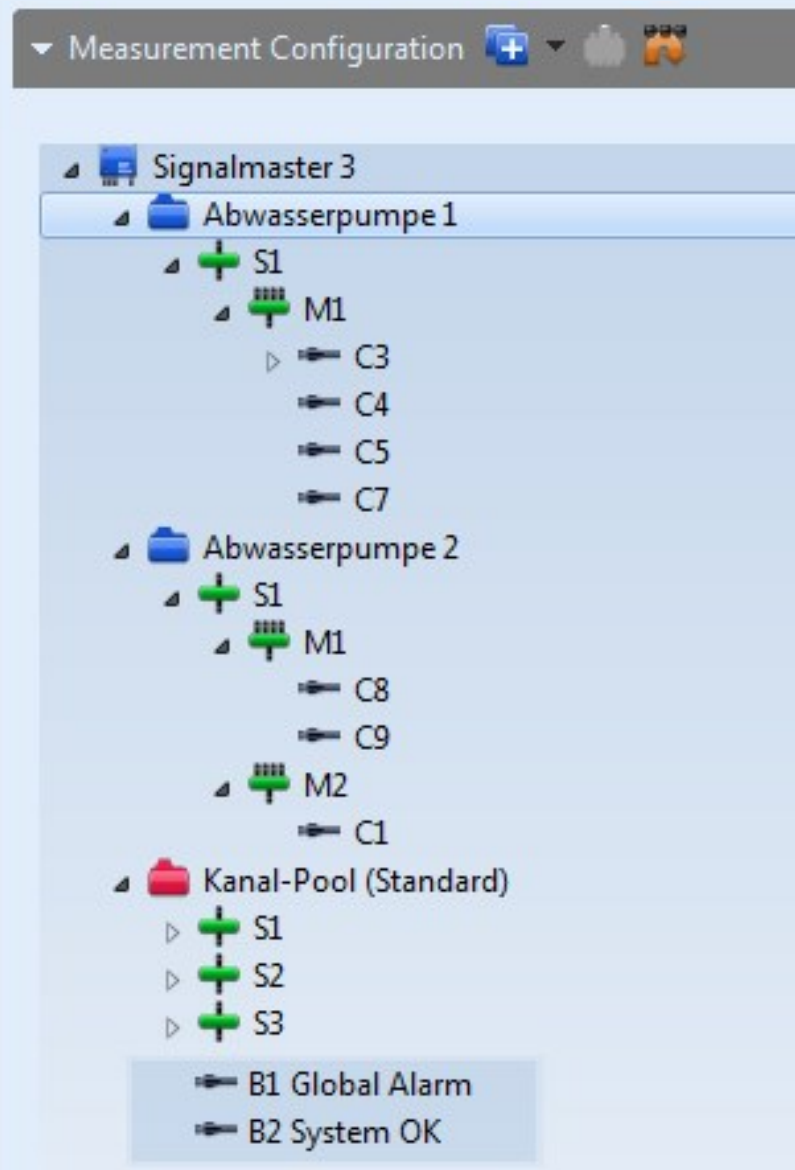 Measurement Configuration
Signalmaster 3
Abwasserpumpe 1
S1
M1
C3
C4
C5
C7
Abwasserpumpe 2
S1
M1
C8
C9
M2
C1
Kanal-Pool (Standard)
S1
S2
S3
B1 Global Alarm
B2 System OK